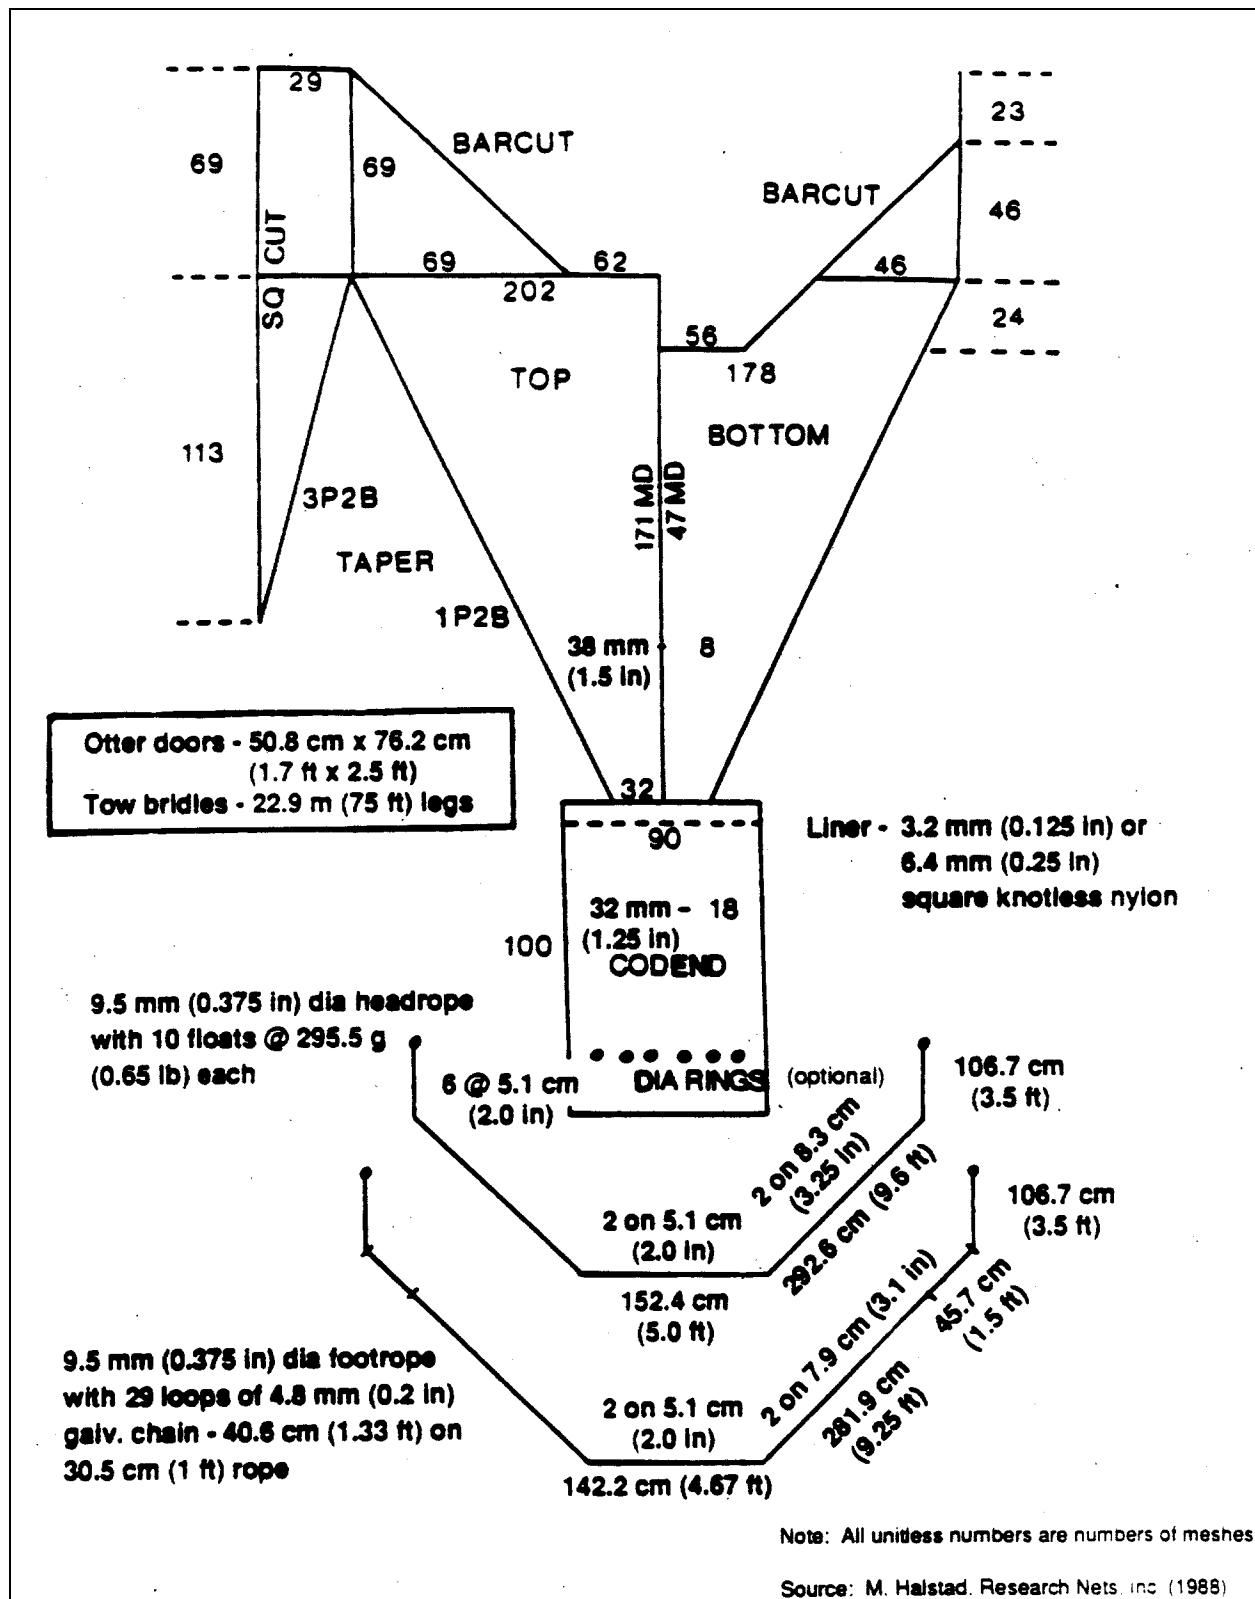 29
23
BARCUT
69
69
BARCUT
46
SQ CUT
69
62
46
202
24
56
178
TOP
BOTTOM
113
171 MD
47 MD
3P2B
TAPER
1P2B
38 mm
(1.5 in)
8
Otter doors - 50.8 cm x 76.2 cm
(1.7 ft x 2.5 ft)
Tow bridles - 22.9 m (75 ft) legs
32
90
Liner - 3.2 mm (0.125 in) or
6.4 mm (0.25 in)
square knotless nylon
32 mm - 18
(1.25 in)
100
CODEND
9.5 mm (0.375 in) dia headrope
with 10 floats @ 295.5 g
(0.65 lb) each
6 @ 5.1 cm
(2.0 in)
DIA RINGS (optional)
106.7 cm
(3.5 ft)
2 on 8.3 cm
(3.25 in)
292.6 cm (9.6 ft)
2 on 5.1 cm
(2.0 in)
152.4 cm
(5.0 ft)
106.7 cm
(3.5 ft)
2 on 7.9 cm (3.1 in)
45.7 cm
(1.5 ft)
281.9 cm
(9.25 ft)
9.5 mm (0.375 in) dia footrope
with 29 loops of 4.8 mm (0.2 in)
galv. chain - 40.6 cm (1.33 ft) on
30.5 cm (1 ft) rope
2 on 5.1 cm
(2.0 in)
142.2 cm (4.67 ft)
Note: All unitless numbers are numbers of meshes
Source: M. Halstad. Research Nets. inc (1988)